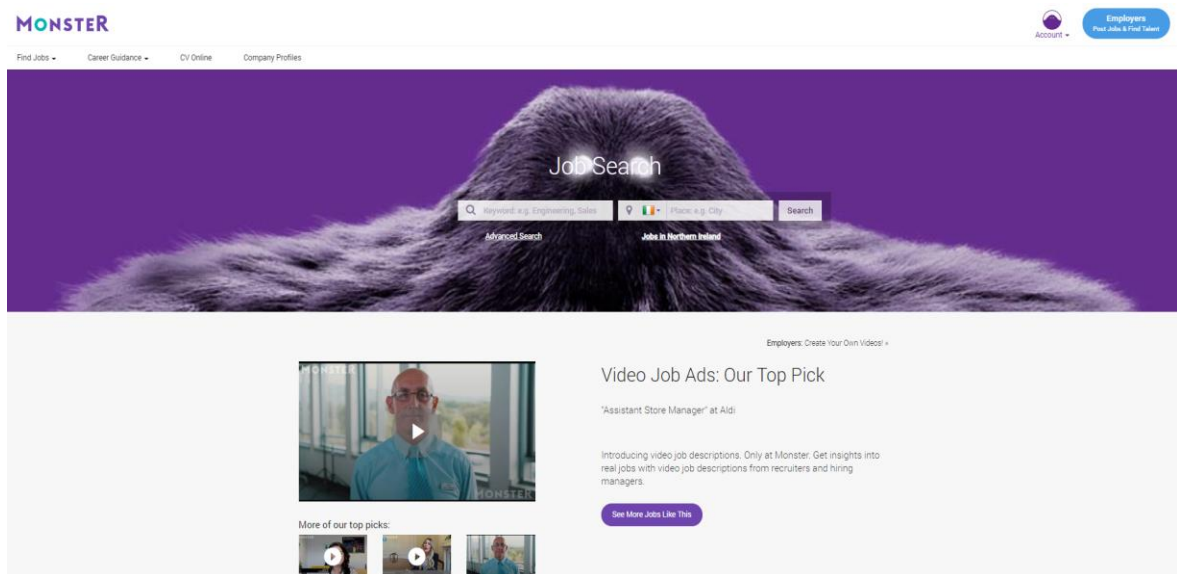 MONSTER
Account
Employers
Post Jobs & Find Talent
Find Jobs
Career Guidance
CV Online
Company Profiles
Job Search
Keyword: e.g. Engineering, Sales
Place: e.g. City
Search
Advanced Search
Jobs in Northern Ireland
Employers: Create Your Own Videos! »
MONSTER
MONSTER
Video Job Ads: Our Top Pick
"Assistant Store Manager" at Aldi
Introducing video job descriptions. Only at Monster. Get insights into
real jobs with video job descriptions from recruiters and hiring
managers.
See More Jobs Like This
More of our top picks: